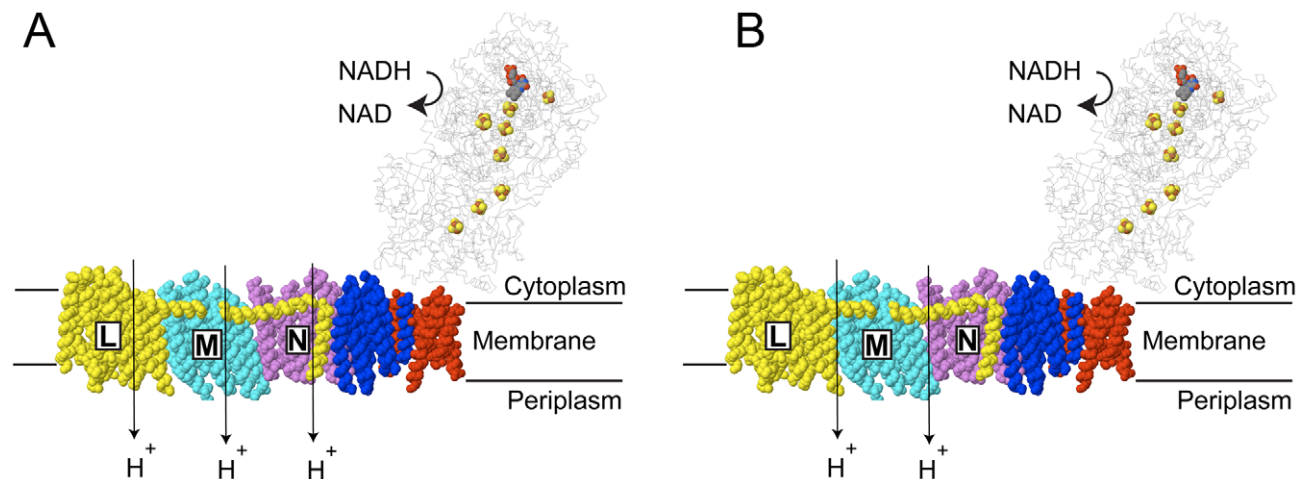 A
NADH
NAD
Cytoplasm
L
M
N
Membrane
Periplasm
H+
H+
H+
B
NADH
NAD
Cytoplasm
L
M
N
Membrane
Periplasm
H+
H+